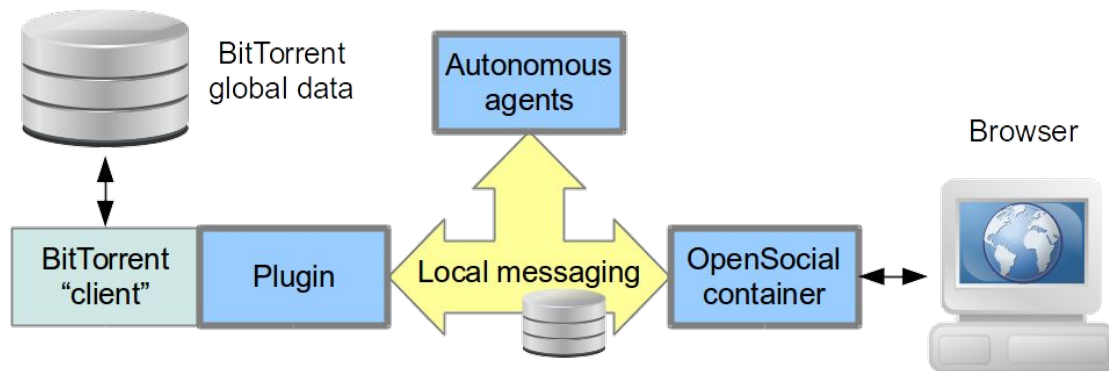 BitTorrent
global data
Autonomous
agents
Browser
BitTorrent
“client”
Plugin
Local messaging
OpenSocial
container